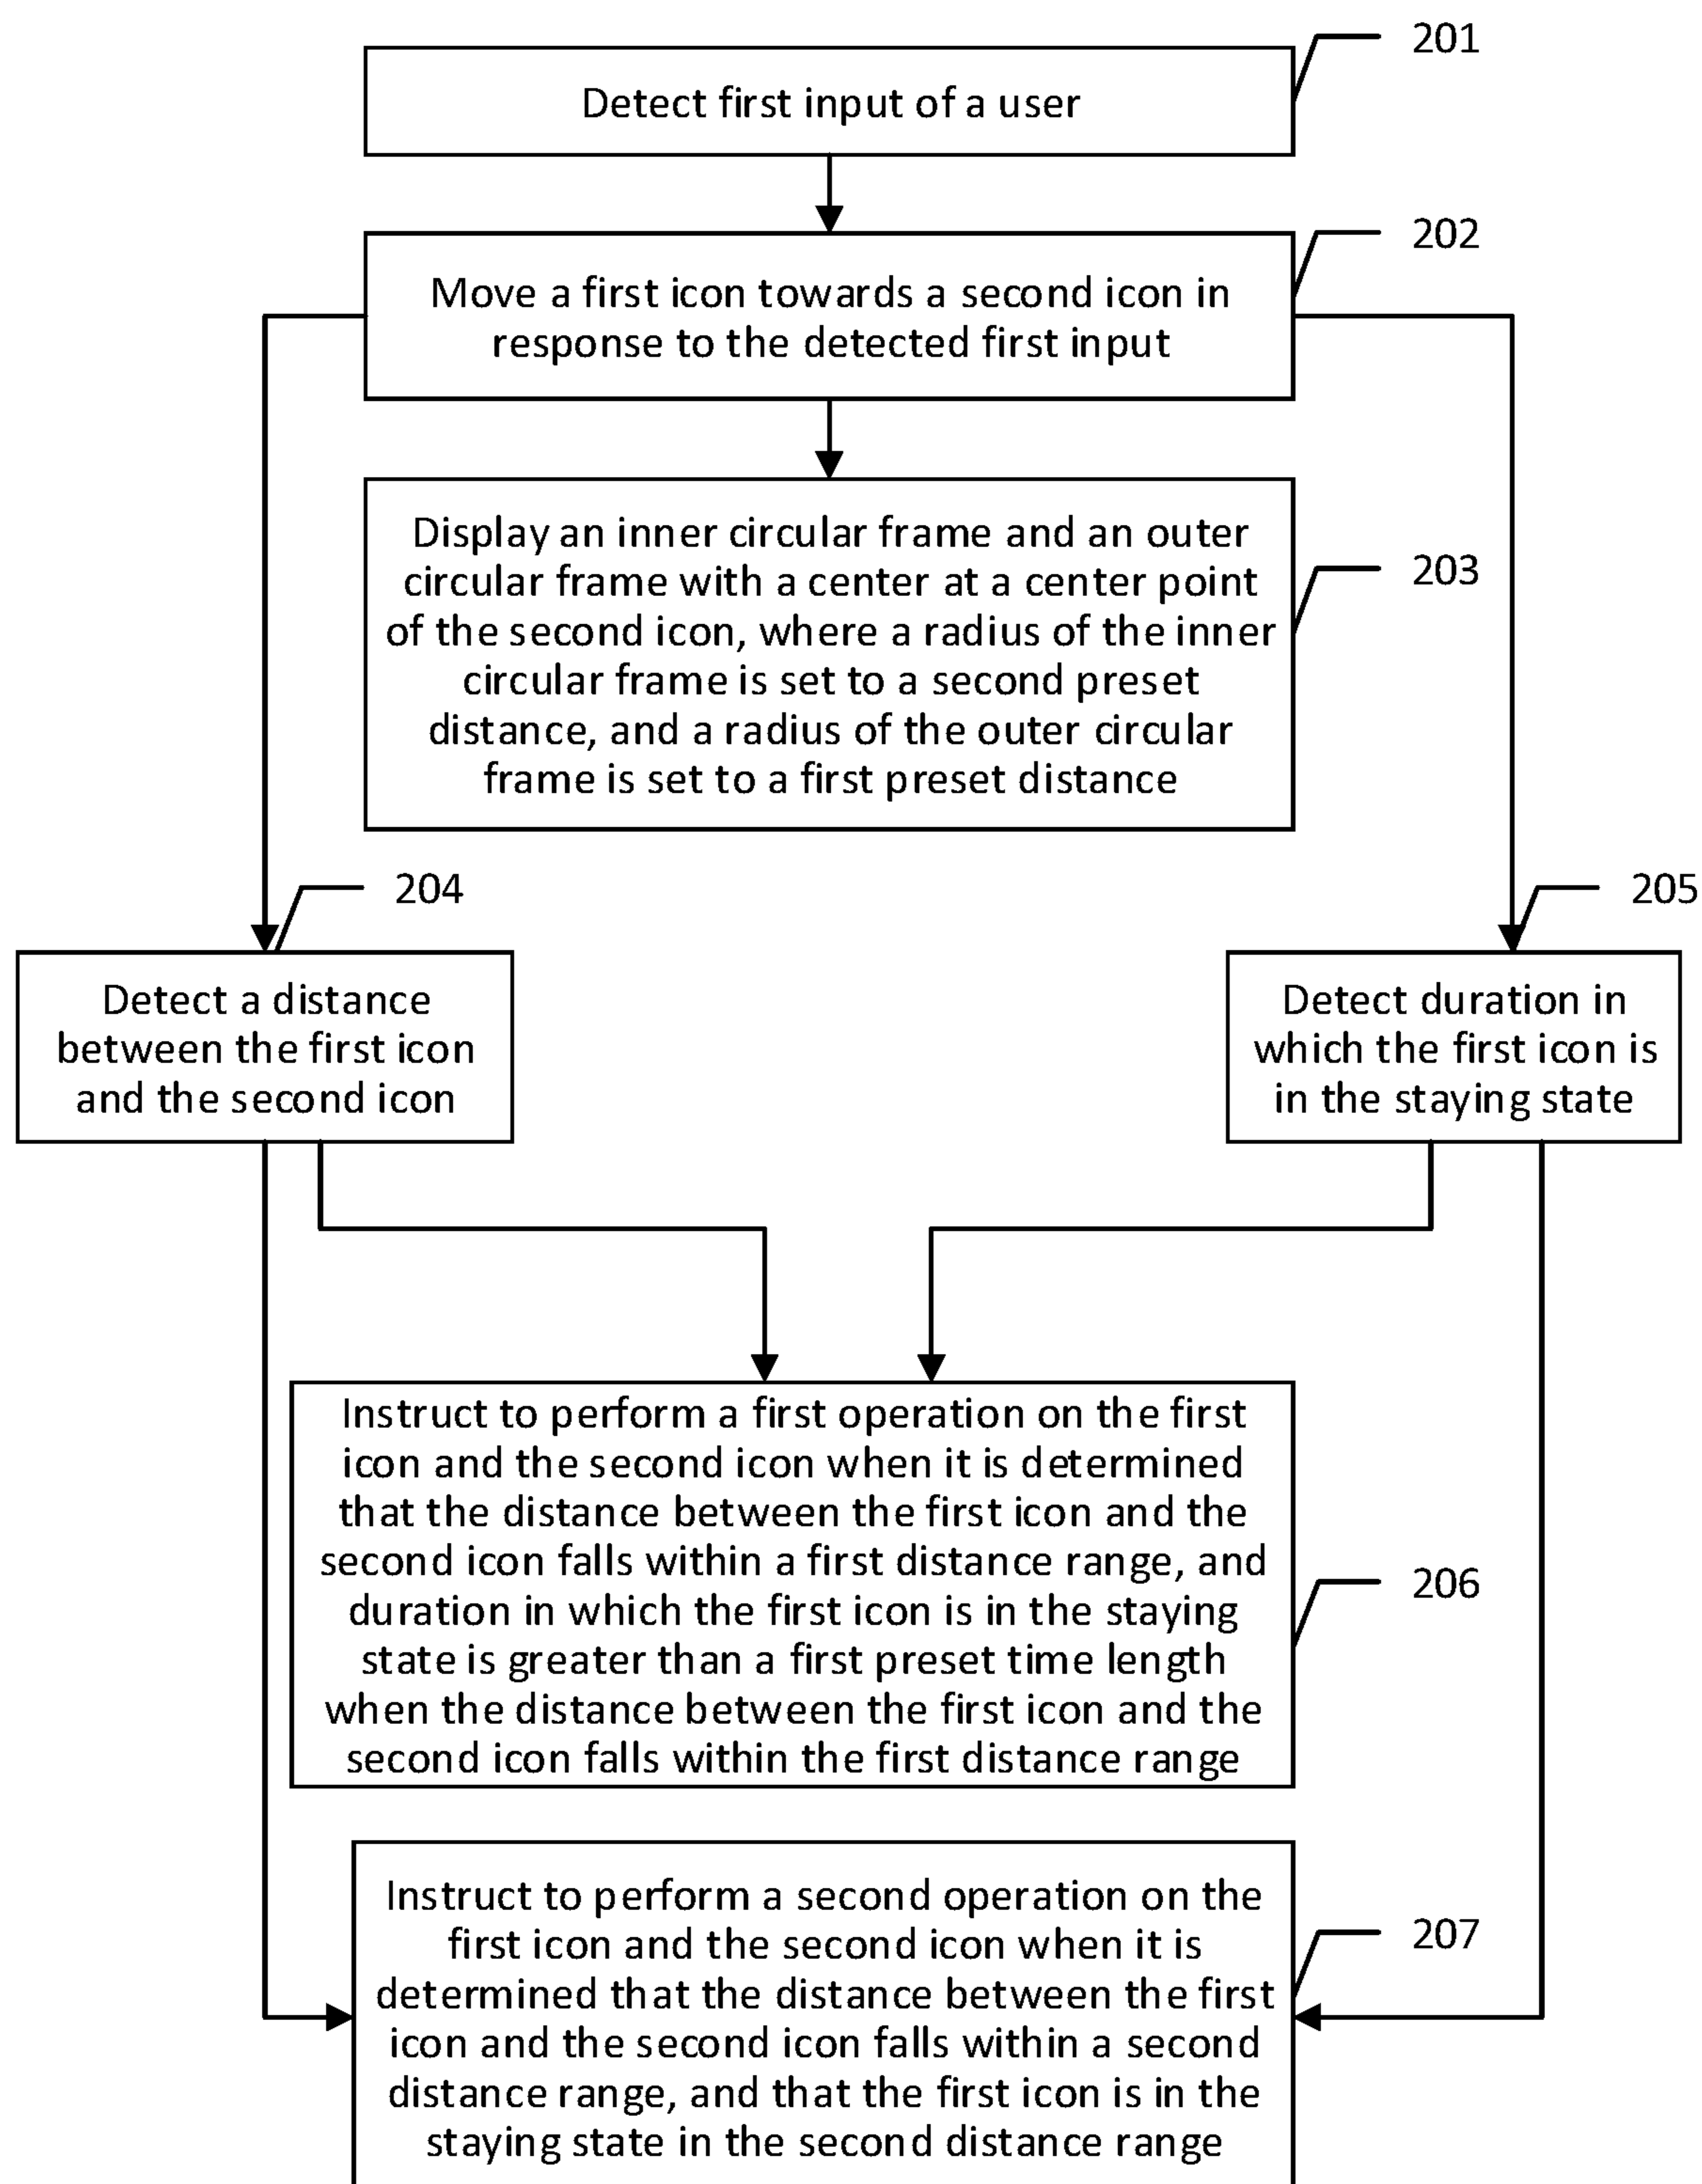 201
Detect first input of a user
202
Move a first icon towards a second icon in
response to the detected first input
Display an inner circular frame and an outer
circular frame with a center at a center point
of the second icon, where a radius of the inner
circular frame is set to a second preset
distance, and a radius of the outer circular
frame is set to a first preset distance
203
204
205
Detect a distance
between the first icon
and the second icon
Detect duration in
which the first icon is
in the staying state
Instruct to perform a first operation on the first
icon and the second icon when it is determined
that the distance between the first icon and the
second icon falls within a first distance range, and
duration in which the first icon is in the staying
state is greater than a first preset time length
when the distance between the first icon and the
second icon falls within the first distance range
206
Instruct to perform a second operation on the
first icon and the second icon when it is
determined that the distance between the first
icon and the second icon falls within a second
distance range, and that the first icon is in the
staying state in the second distance range
207